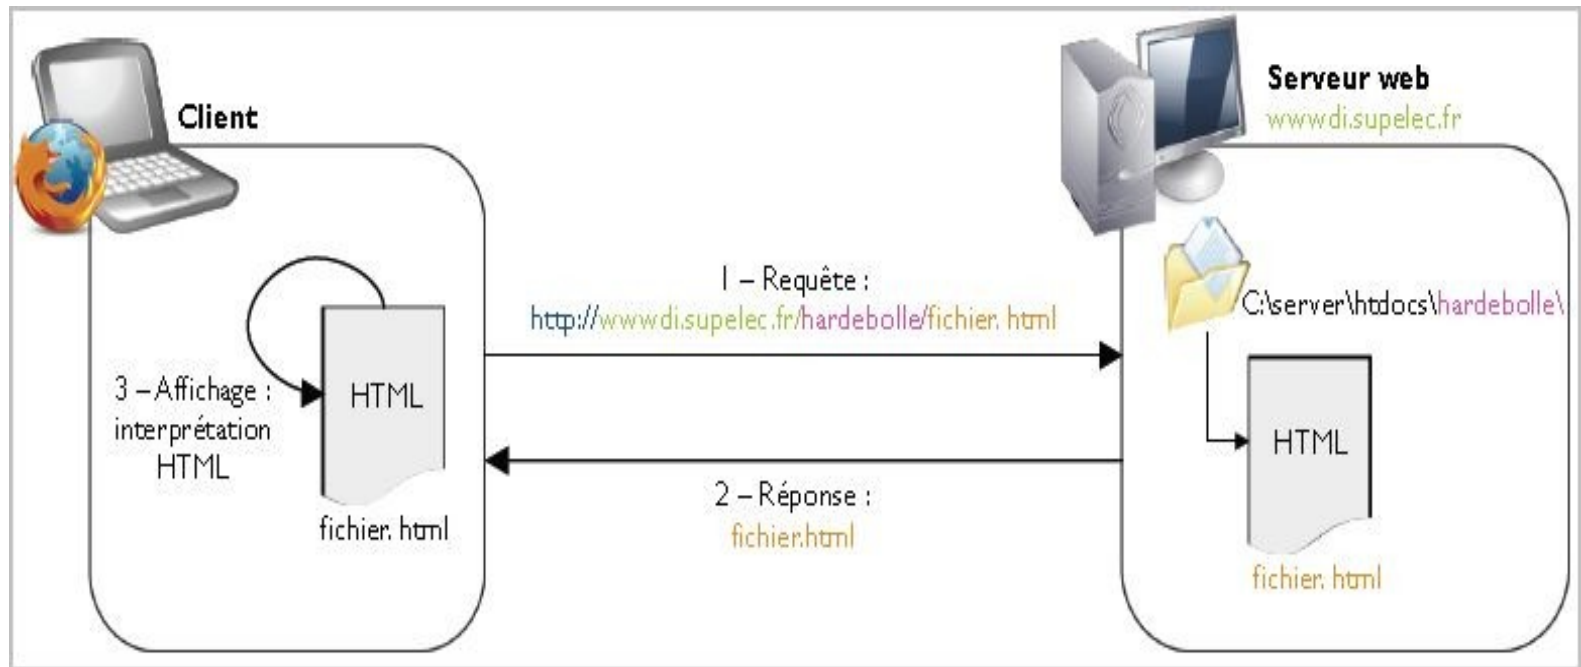 Client
Serveur web
www.di.supelec.fr
1 – Requête :
http://www.di.supelec.fr/hardebolle/fichier. html
C:\server\htdocs\hardebolle\
3 – Affichage :
interprétation
HTML
HTML
fichier. html
HTML
fichier. html
2 – Réponse :
fichier.html